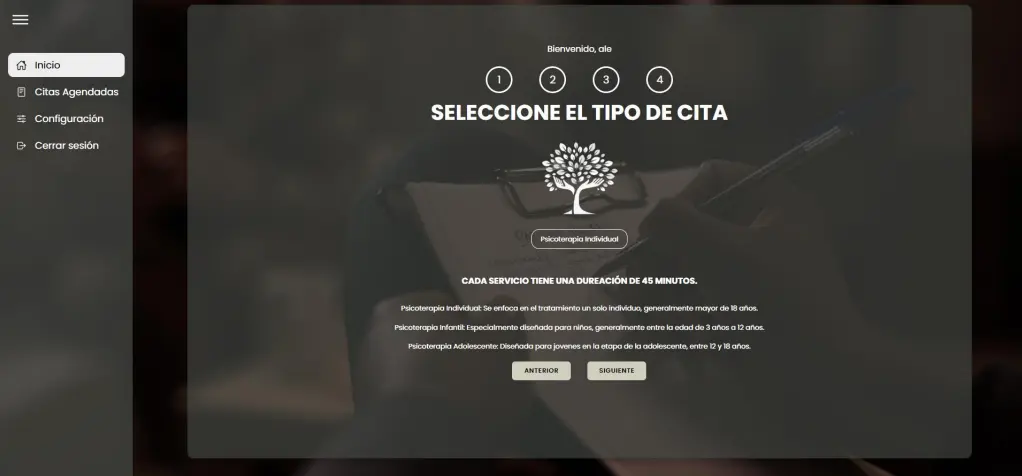 Inicio
Citas Agendadas
Configuración
Cerrar sesión
Bienvenido, ale
1 2 3 4
SELECCIONE EL TIPO DE CITA
Psicoterapia Individual
CADA SERVICIO TIENE UNA DUREACIÓN DE 45 MINUTOS.
Psicoterapia Individual: Se enfoca en el tratamiento un solo individuo, generalmente mayor de 18 años.
Psicoterapia Infantil: Especialmente diseñada para niños, generalmente entre la edad de 3 años a 12 años.
Psicoterapia Adolescente: Diseñada para jovenes en la etapa de la adolescente, entre 12 y 18 años.
ANTERIOR SIGUIENTE